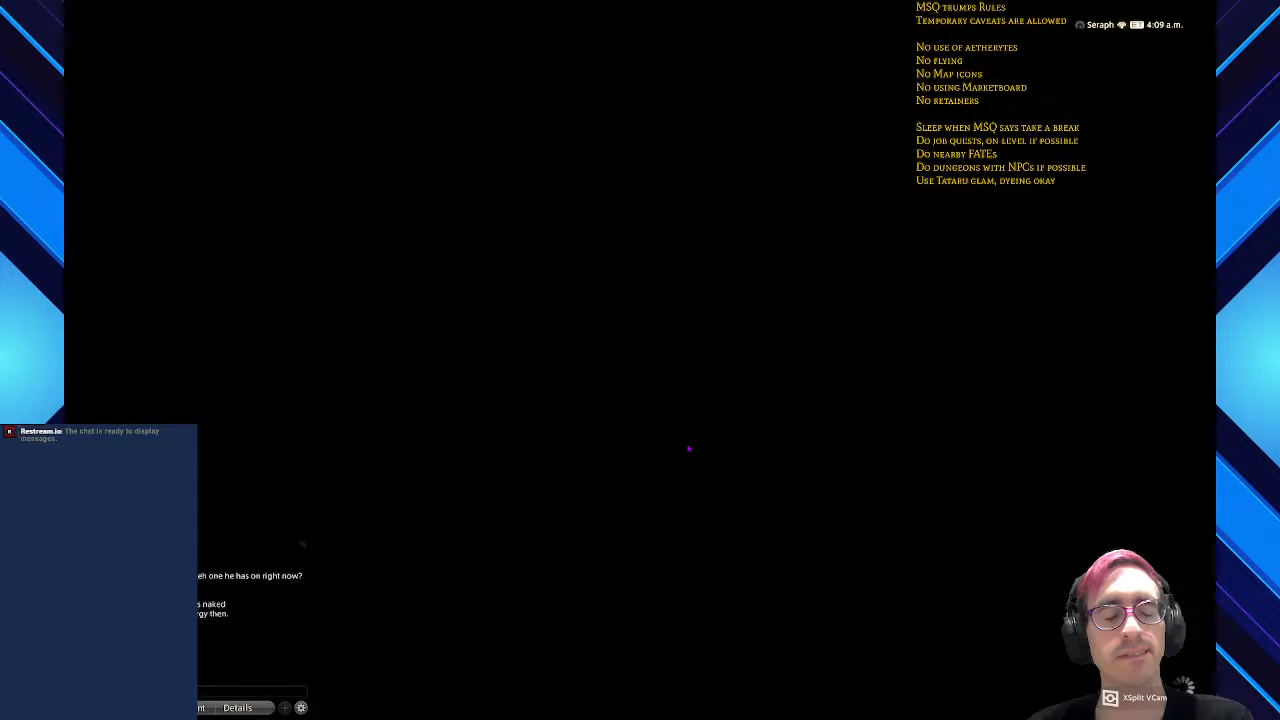 MSQ trumps Rules
Temporary caveats are allowed
Seraph ET 4:09 a.m.
No use of aetherytes
No flying
No Map icons
No using Marketboard
No retainers
Sleep when MSQ says take a break
Do job quests, on level if possible
Do nearby FATEs
Do dungeons with NPCs if possible
Use Tataru glam, dyeing okay
Restream.io: The chat is ready to display
messages.
eh one he has on right now?
s naked
rgy then.
nt Details
XSplit VCam